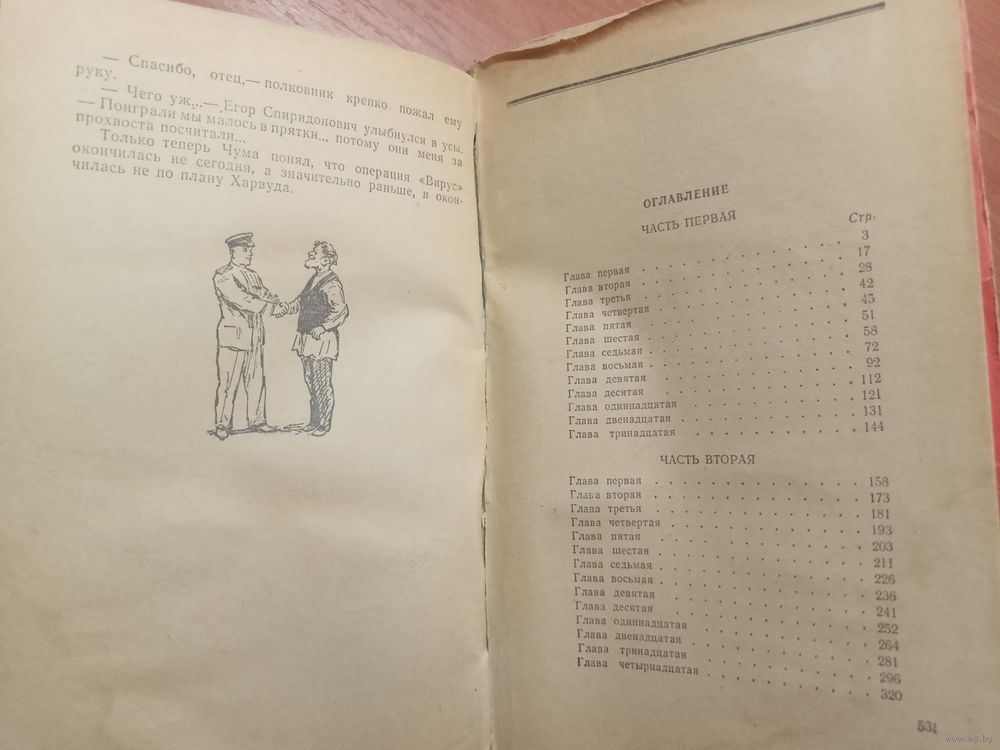 — Спасибо, отец,— полковник крепко пожал ему
руку.
— Чего уж...— Егор Спиридонович улыбнулся в усы.
— Поиграли мы малось в прятки... потому они меня за
прохвоста посчитали...
Только теперь Чума понял, что операция «Вирус»
окончилась не сегодня, а значительно раньше, и окон-
чилась не по плану Харвуда.
ОГЛАВЛЕНИЕ
ЧАСТЬ ПЕРВАЯ
Стр.
Глава первая . . . . . . . . . . 3
Глава вторая . . . . . . . . . . 17
Глава третья . . . . . . . . . . 28
Глава четвертая . . . . . . . . . . 42
Глава пятая . . . . . . . . . . 45
Глава шестая . . . . . . . . . . 51
Глава седьмая . . . . . . . . . . 58
Глава восьмая . . . . . . . . . . 72
Глава девятая . . . . . . . . . . 92
Глава десятая . . . . . . . . . . 112
Глава одиннадцатая . . . . . . . . . 121
Глава двенадцатая . . . . . . . . . 131
Глава тринадцатая . . . . . . . . . 144
ЧАСТЬ ВТОРАЯ
Глава первая . . . . . . . . . . 158
Глава вторая . . . . . . . . . . 173
Глава третья . . . . . . . . . . 181
Глава четвертая . . . . . . . . . . 193
Глава пятая . . . . . . . . . . 203
Глава шестая . . . . . . . . . . 211
Глава седьмая . . . . . . . . . . 226
Глава восьмая . . . . . . . . . . 236
Глава девятая . . . . . . . . . . 241
Глава десятая . . . . . . . . . . 252
Глава одиннадцатая . . . . . . . . . 264
Глава двенадцатая . . . . . . . . . 281
Глава тринадцатая . . . . . . . . . 296
Глава четырнадцатая . . . . . . . . 320
531
www.ay.by